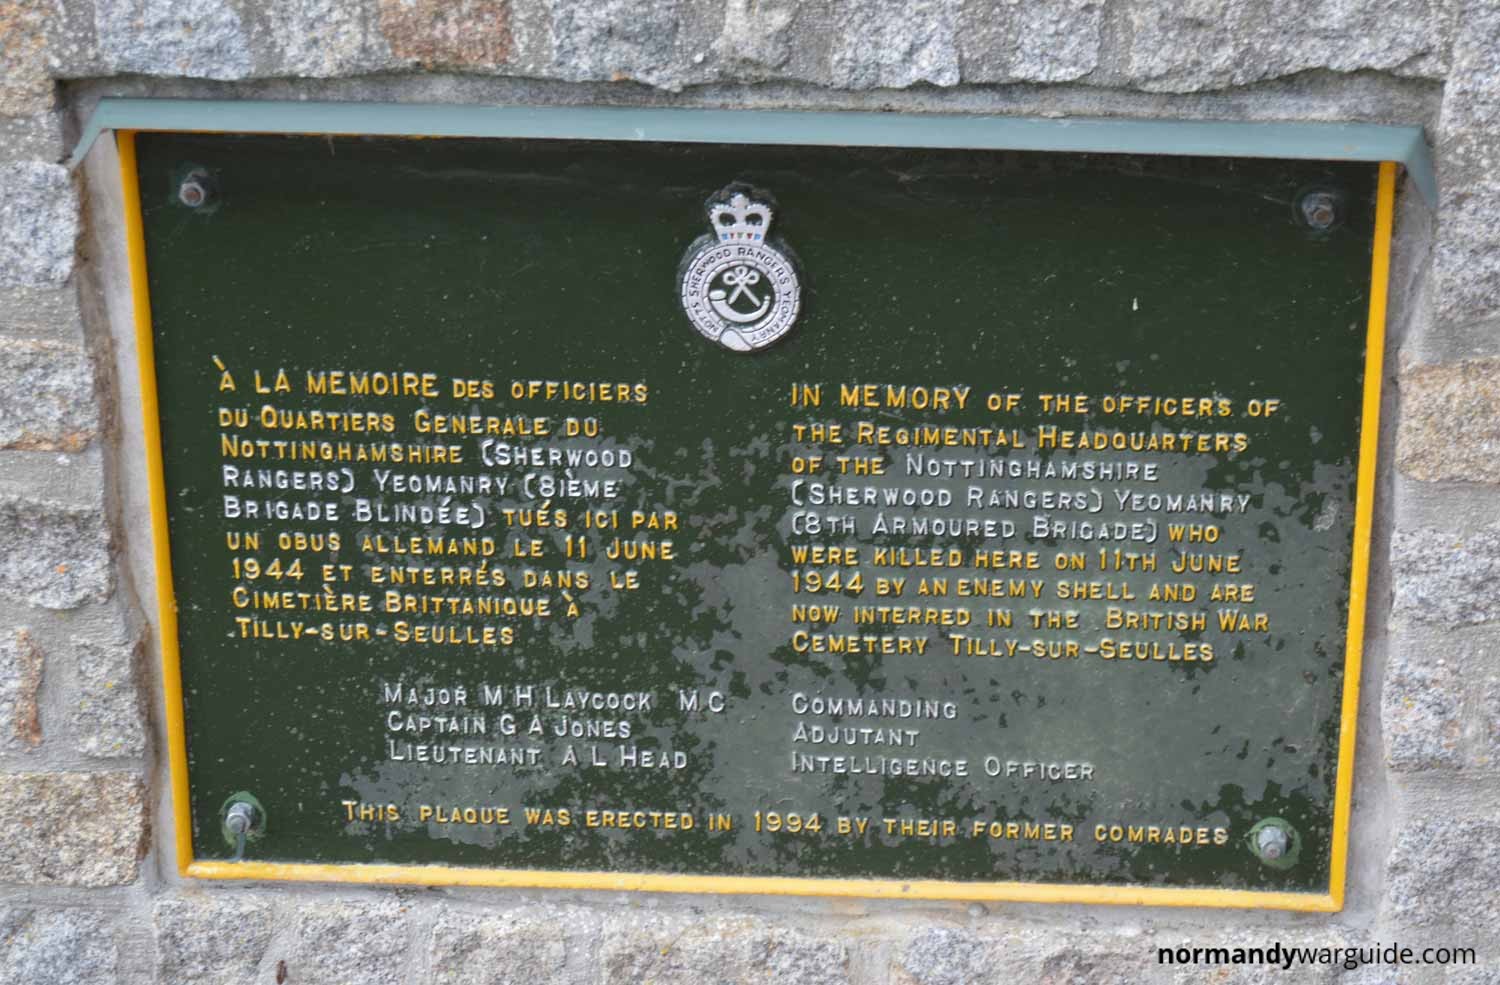 NOTTS SHERWOOD RANGERS YEOMANRY
À LA MEMOIRE DES OFFICIERS
DU QUARTIERS GENERALE DU
NOTTINGHAMSHIRE (SHERWOOD
RANGERS) YEOMANRY (8IÈME
BRIGADE BLINDÉE) TUÉS ICI PAR
UN OBUS ALLEMAND LE 11 JUNE
1944 ET ENTERRÉS DANS LE
CIMETIÈRE BRITTANIQUE À
TILLY-SUR-SEULLES
IN MEMORY OF THE OFFICERS OF
THE REGIMENTAL HEADQUARTERS
OF THE NOTTINGHAMSHIRE
(SHERWOOD RANGERS) YEOMANRY
(8TH ARMOURED BRIGADE) WHO
WERE KILLED HERE ON 11TH JUNE
1944 BY AN ENEMY SHELL AND ARE
NOW INTERRED IN THE BRITISH WAR
CEMETERY TILLY-SUR-SEULLES
MAJOR M H LAYCOCK M C COMMANDING
CAPTAIN G A JONES ADJUTANT
LIEUTENANT A L HEAD INTELLIGENCE OFFICER
THIS PLAQUE WAS ERECTED IN 1994 BY THEIR FORMER COMRADES
normandywarguide.com